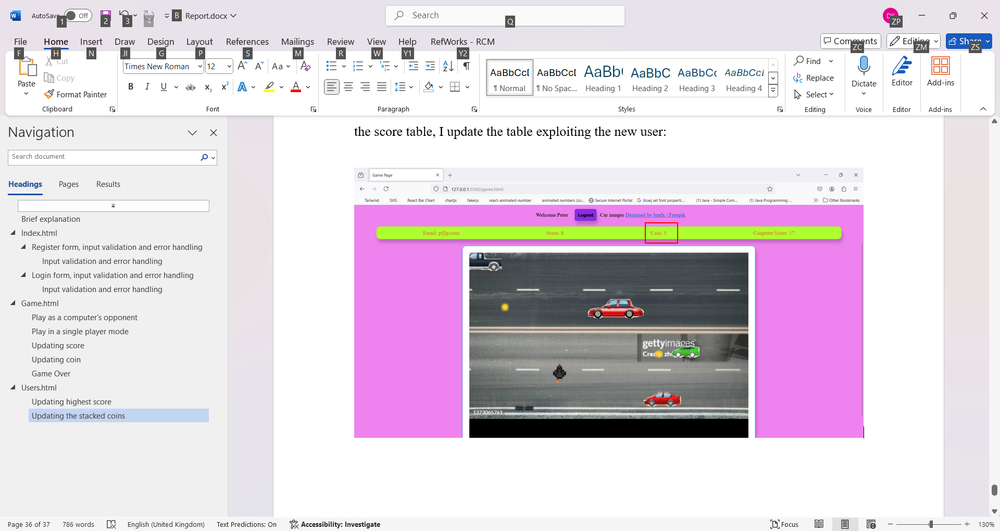 AutoSave Off B Report.docx Search
1 2 3 4 Q ZP
File Home Insert Draw Design Layout References Mailings Review View Help RefWorks - RCM Comments Editing Share
F H N JI G P S M R W Y1 Y2 ZC ZM ZS
Paste
Cut
Copy
Format Painter
Clipboard
Times New Roman 12
Font
Paragraph
AaBbCcD AaBbCcD AaBb( AaBbC AaBbCc AaBbCcL
¶ Normal ¶ No Spac... Heading 1 Heading 2 Heading 3 Heading 4
Styles
Find
Replace
Select
Editing
Dictate
Voice
Editor
Editor
Add-ins
Add-ins
Navigation
Search document
Headings Pages Results
Brief explanation
Index.html
Register form, input validation and error handling
Input validation and error handling
Login form, input validation and error handling
Input validation and error handling
Game.html
Play as a computer’s opponent
Play in a single player mode
Updating score
Updating coin
Game Over
Users.html
Updating highest score
Updating the stacked coins
the score table, I update the table exploiting the new user:
Game Page
127.0.0.1:5500/game.html
Tailwind SVG React Bar Chart chartjs fakerjs react-animated-number animated numbers (co... Secure Internet Portal bluej set font properti... (1) Java - Simple Com... (1) Java Programming ... Other Bookmarks
Welcome Peter Logout Car images Designed by brgfx / Freepik
Email: p@p.com Score: 0 Coin: 5 Conputer Score: 17
gettyimages
Credit: zh
1373065761
Page 36 of 37 786 words English (United Kingdom) Text Predictions: On Accessibility: Investigate Focus 130%